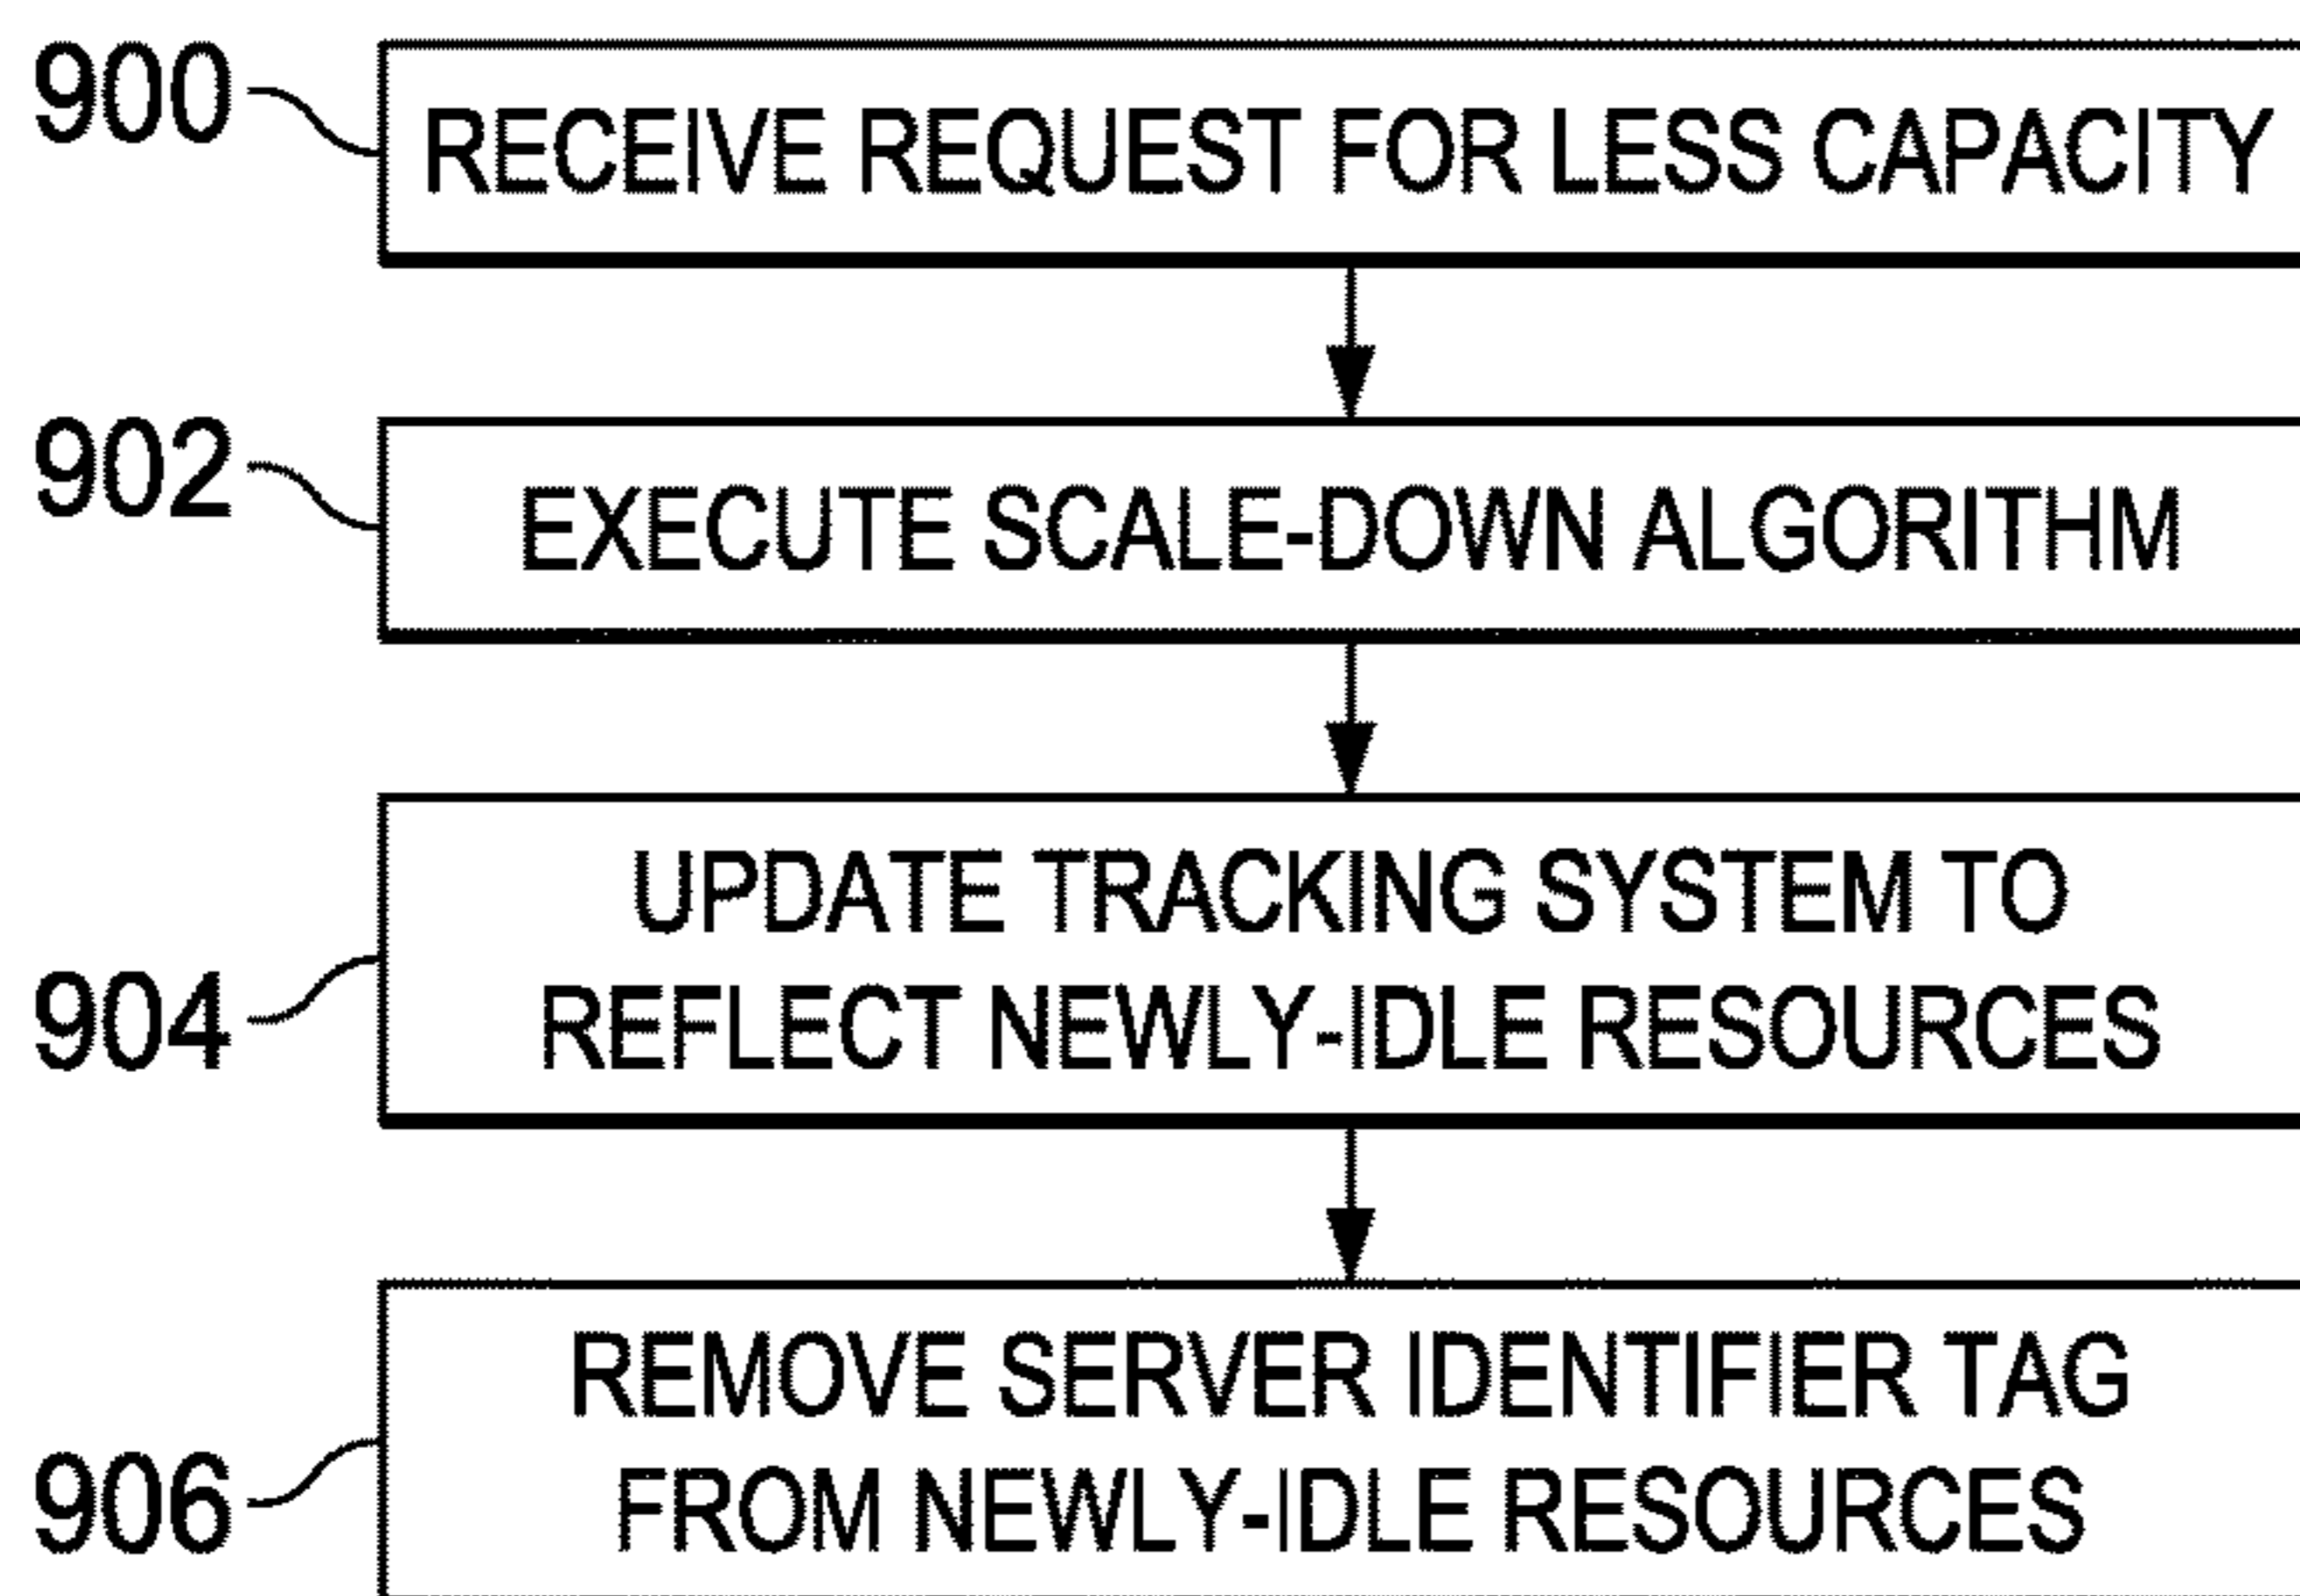 900
RECEIVE REQUEST FOR LESS CAPACITY
902
EXECUTE SCALE-DOWN ALGORITHM
UPDATE TRACKING SYSTEM TO
REFLECT NEWLY-IDLE RESOURCES
904
REMOVE SERVER IDENTIFIER TAG
FROM NEWLY-IDLE RESOURCES
906